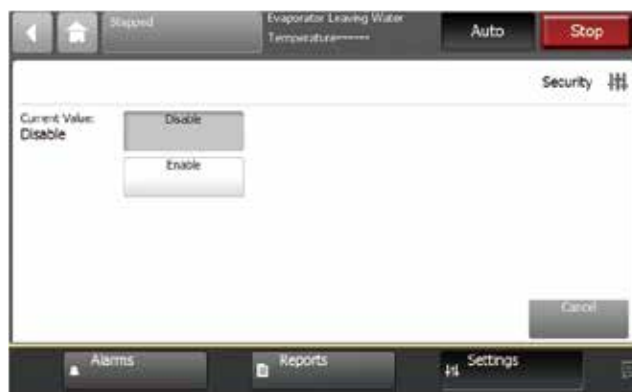 Stopped
Evaporator Leaving Water
Temperature------
Auto
Stop
Security
Current Value:
Disable
Disable
Enable
Cancel
Alarms
Reports
Settings